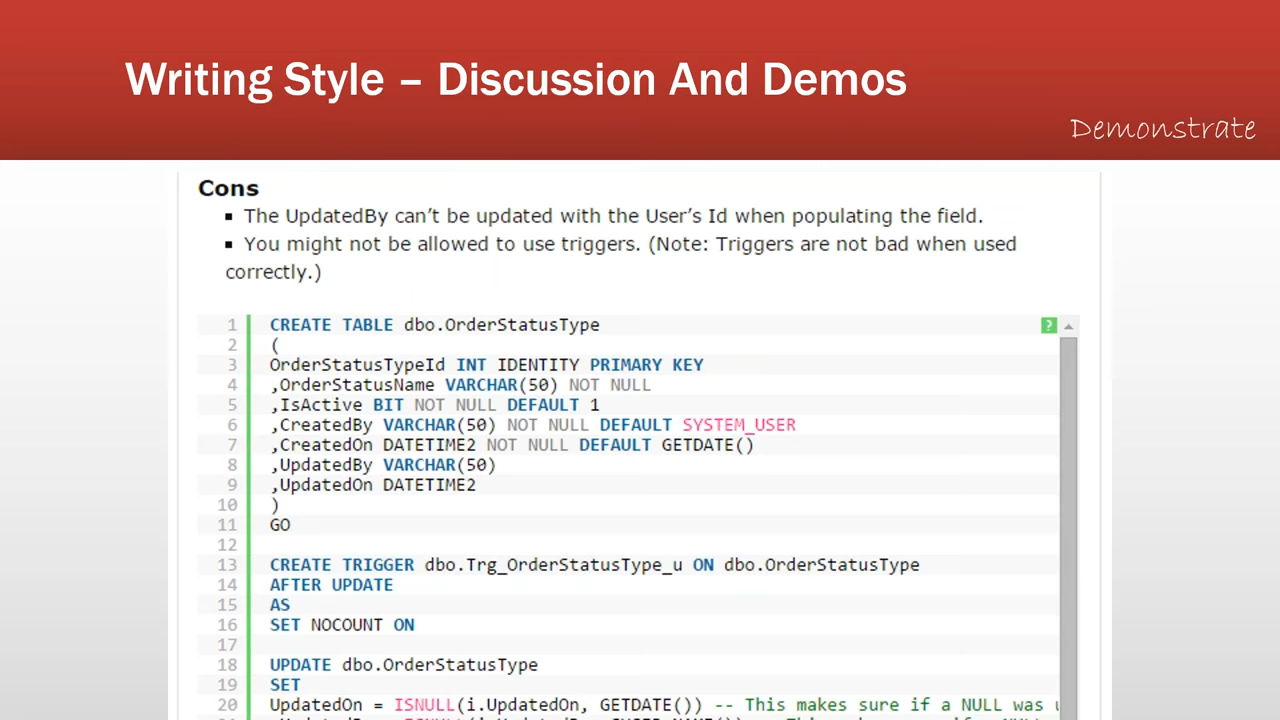 Writing Style – Discussion And Demos
Demonstrate
Cons
▪ The UpdatedBy can’t be updated with the User’s Id when populating the field.
▪ You might not be allowed to use triggers. (Note: Triggers are not bad when used
correctly.)
?
1 CREATE TABLE dbo.OrderStatusType
2 (
3 OrderStatusTypeId INT IDENTITY PRIMARY KEY
4 ,OrderStatusName VARCHAR(50) NOT NULL
5 ,IsActive BIT NOT NULL DEFAULT 1
6 ,CreatedBy VARCHAR(50) NOT NULL DEFAULT SYSTEM_USER
7 ,CreatedOn DATETIME2 NOT NULL DEFAULT GETDATE()
8 ,UpdatedBy VARCHAR(50)
9 ,UpdatedOn DATETIME2
10 )
11 GO
12
13 CREATE TRIGGER dbo.Trg_OrderStatusType_u ON dbo.OrderStatusType
14 AFTER UPDATE
15 AS
16 SET NOCOUNT ON
17
18 UPDATE dbo.OrderStatusType
19 SET
20 UpdatedOn = ISNULL(i.UpdatedOn, GETDATE()) -- This makes sure if a NULL was